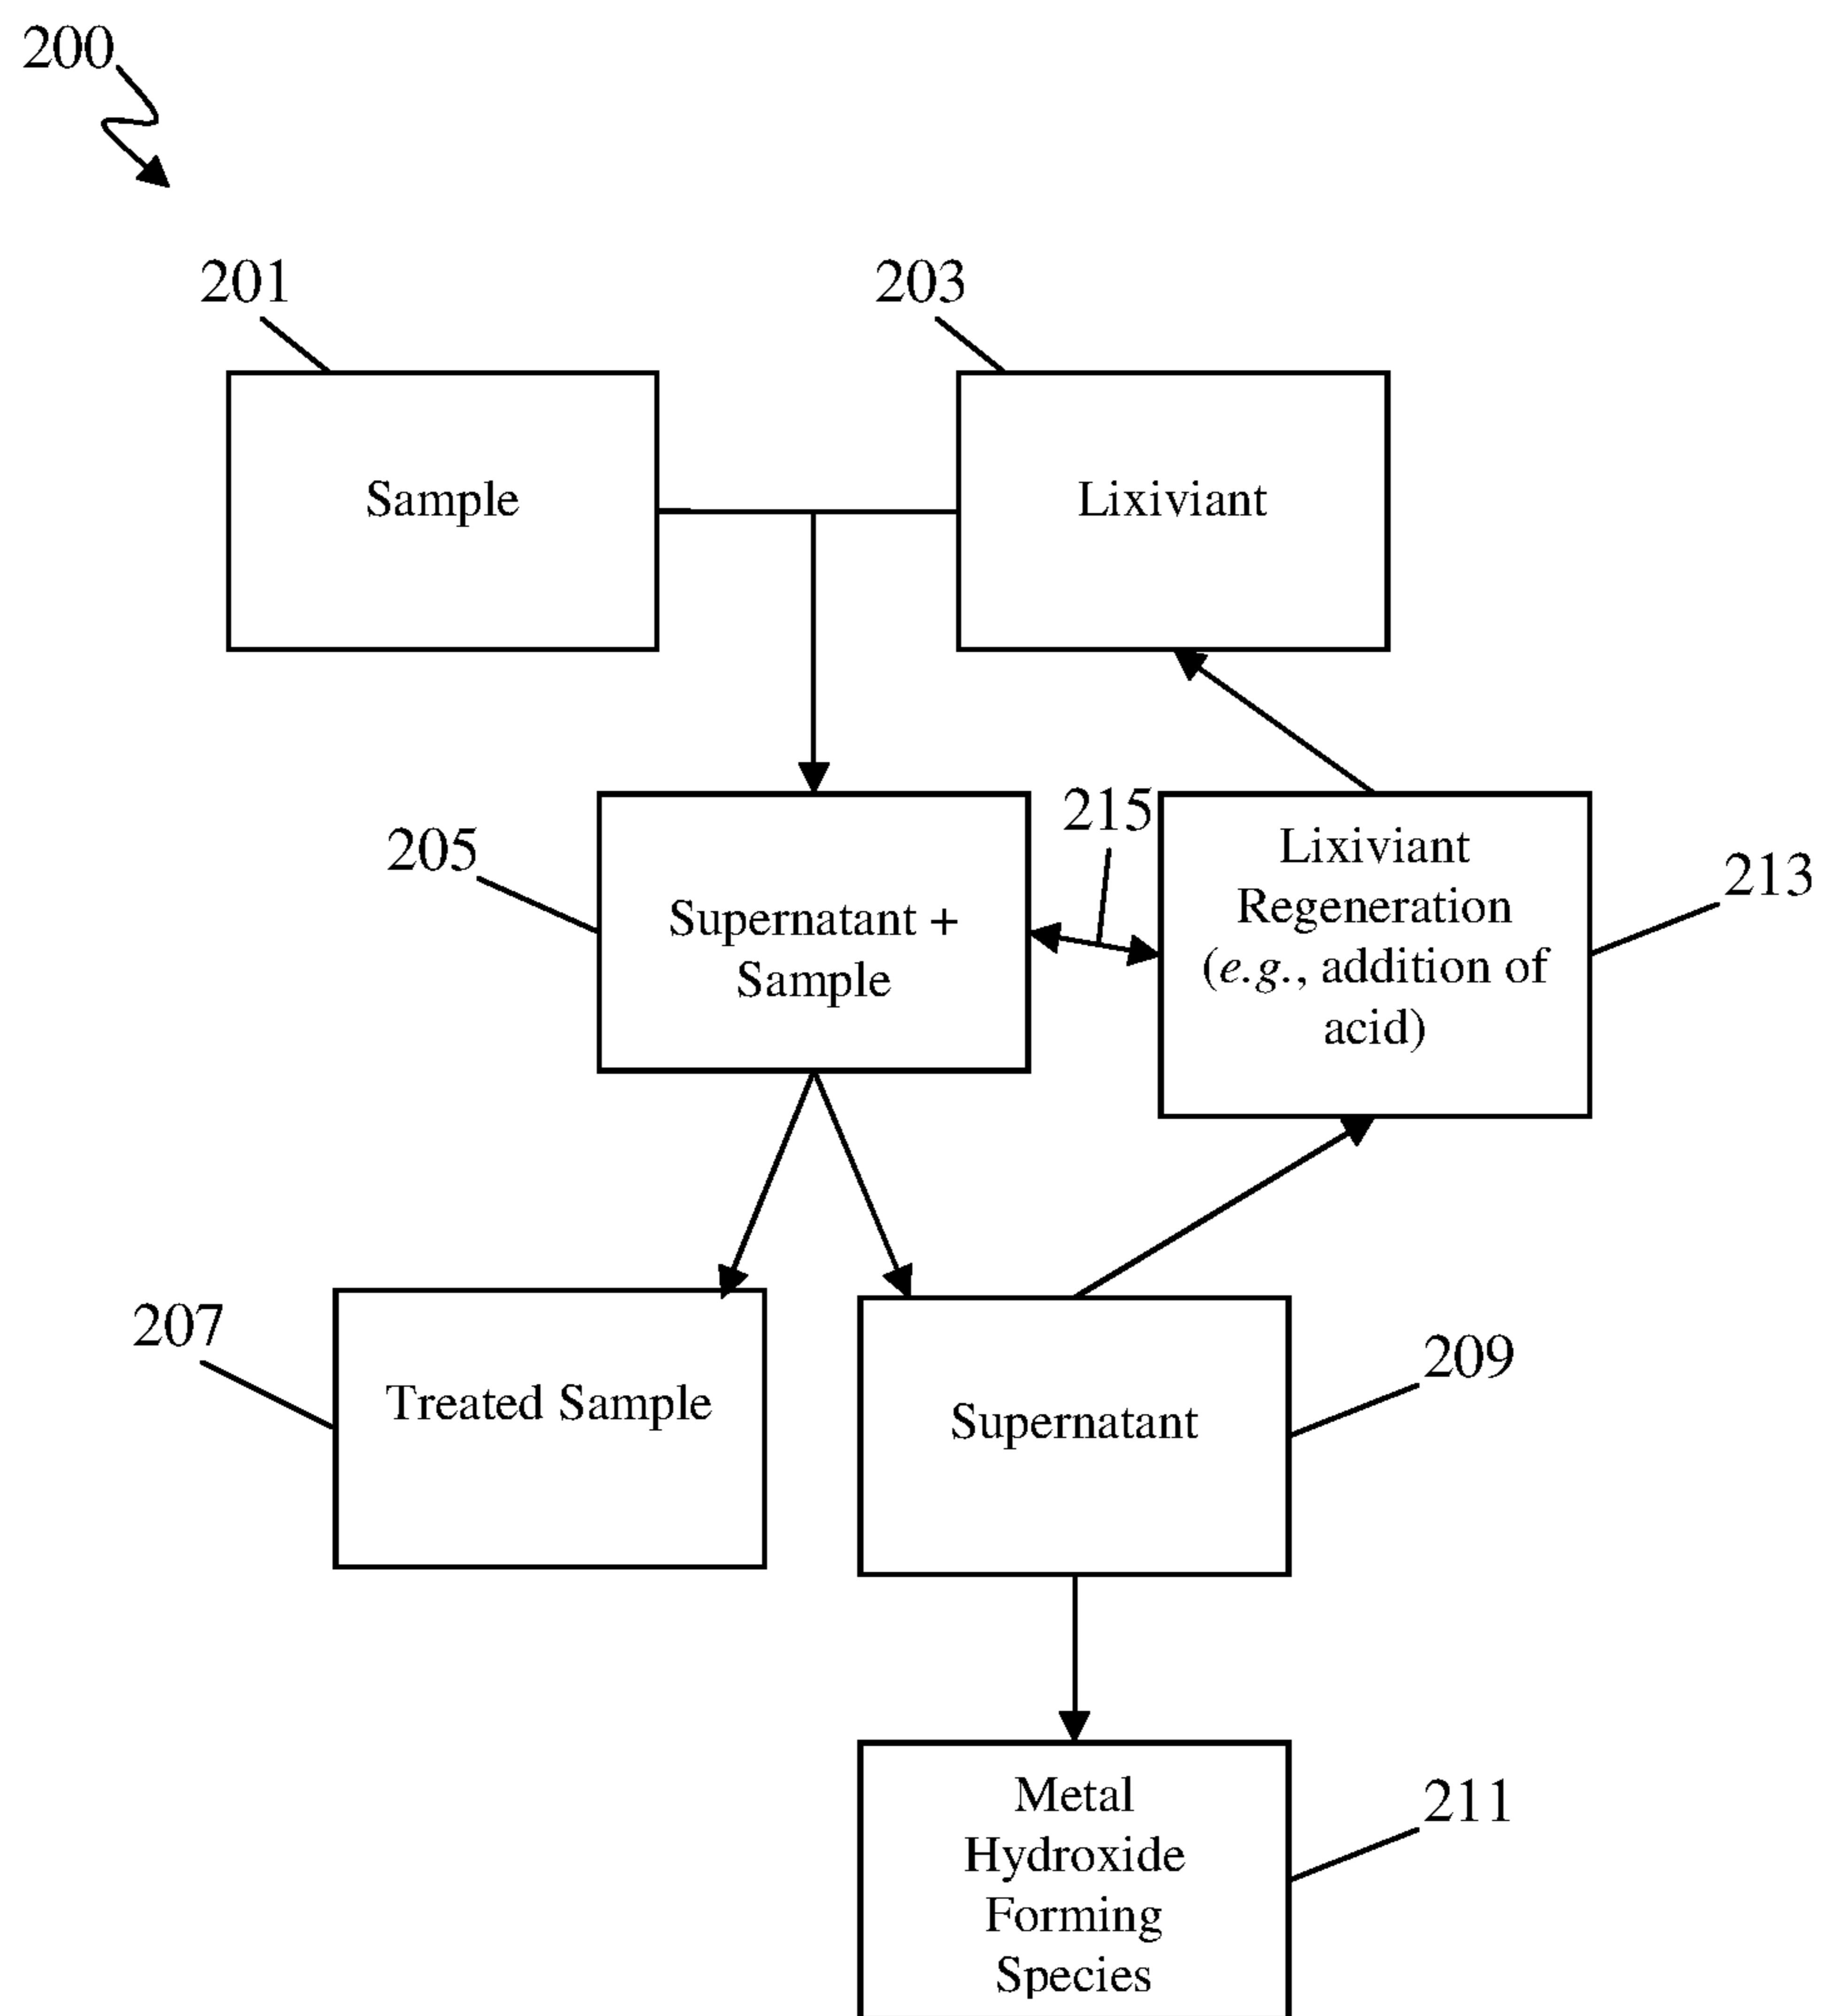 200
201
203
Sample
Lixiviant
205
215
213
Supernatant +
Sample
Lixiviant
Regeneration
(e.g., addition of
acid)
207
209
Treated Sample
Supernatant
211
Metal
Hydroxide
Forming
Species